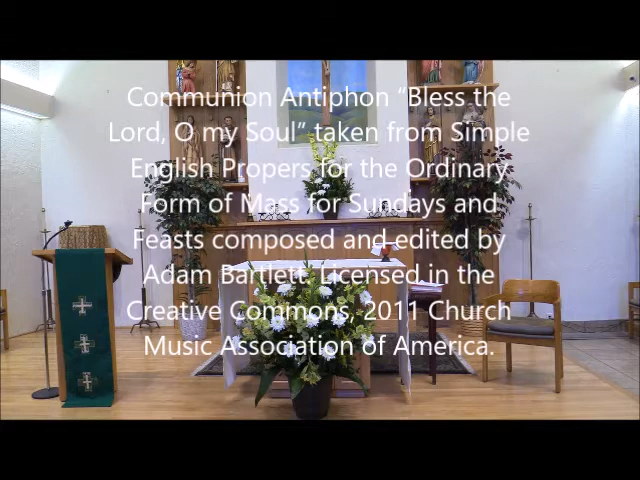 Communion Antiphon “Bless the
Lord, O my Soul” taken from Simple
English Propers for the Ordinary
Form of Mass for Sundays and
Feasts composed and edited by
Adam Bartlett. Licensed in the
Creative Commons, 2011 Church
Music Association of America.